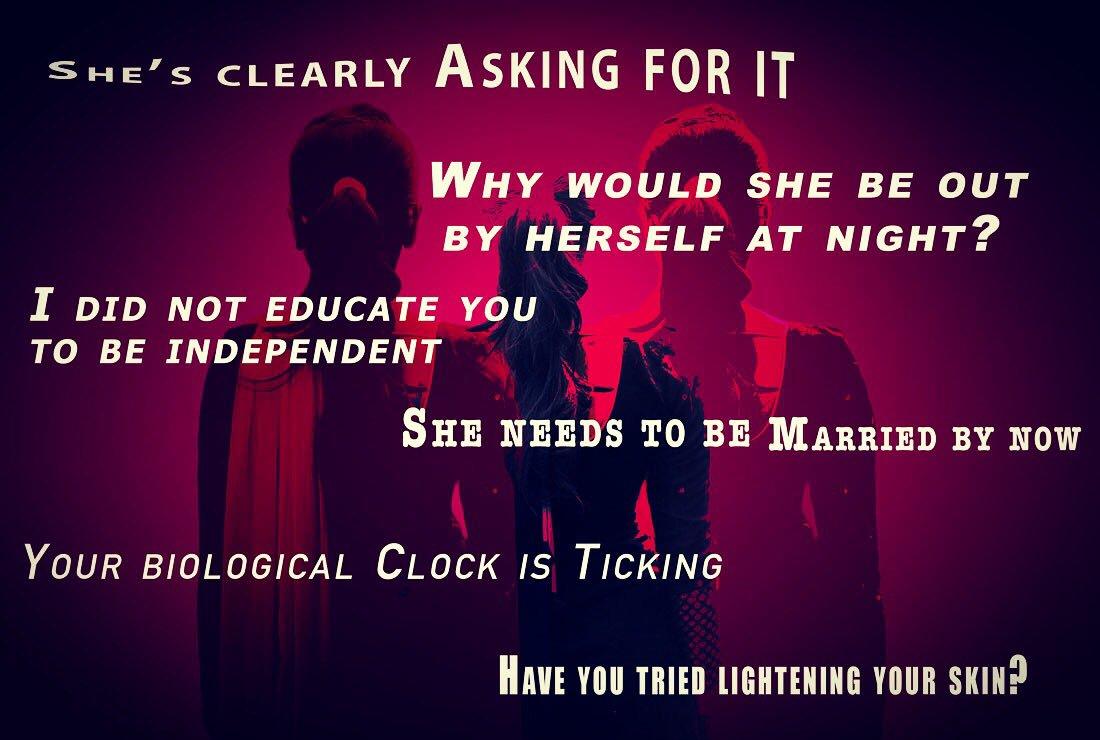 She's clearly Asking for it
Why would she be out
by herself at night?
I did not educate you
to be independent
She needs to be Married by now
Your biological Clock is Ticking
Have you tried lightening your skin?